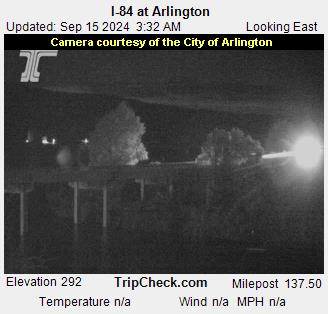 I-84 at Arlington
Updated: Sep 15 2024 3:32 AM Looking East
Camera courtesy of the City of Arlington
Elevation 292 TripCheck.com Milepost 137.50
Temperature n/a Wind n/a MPH n/a